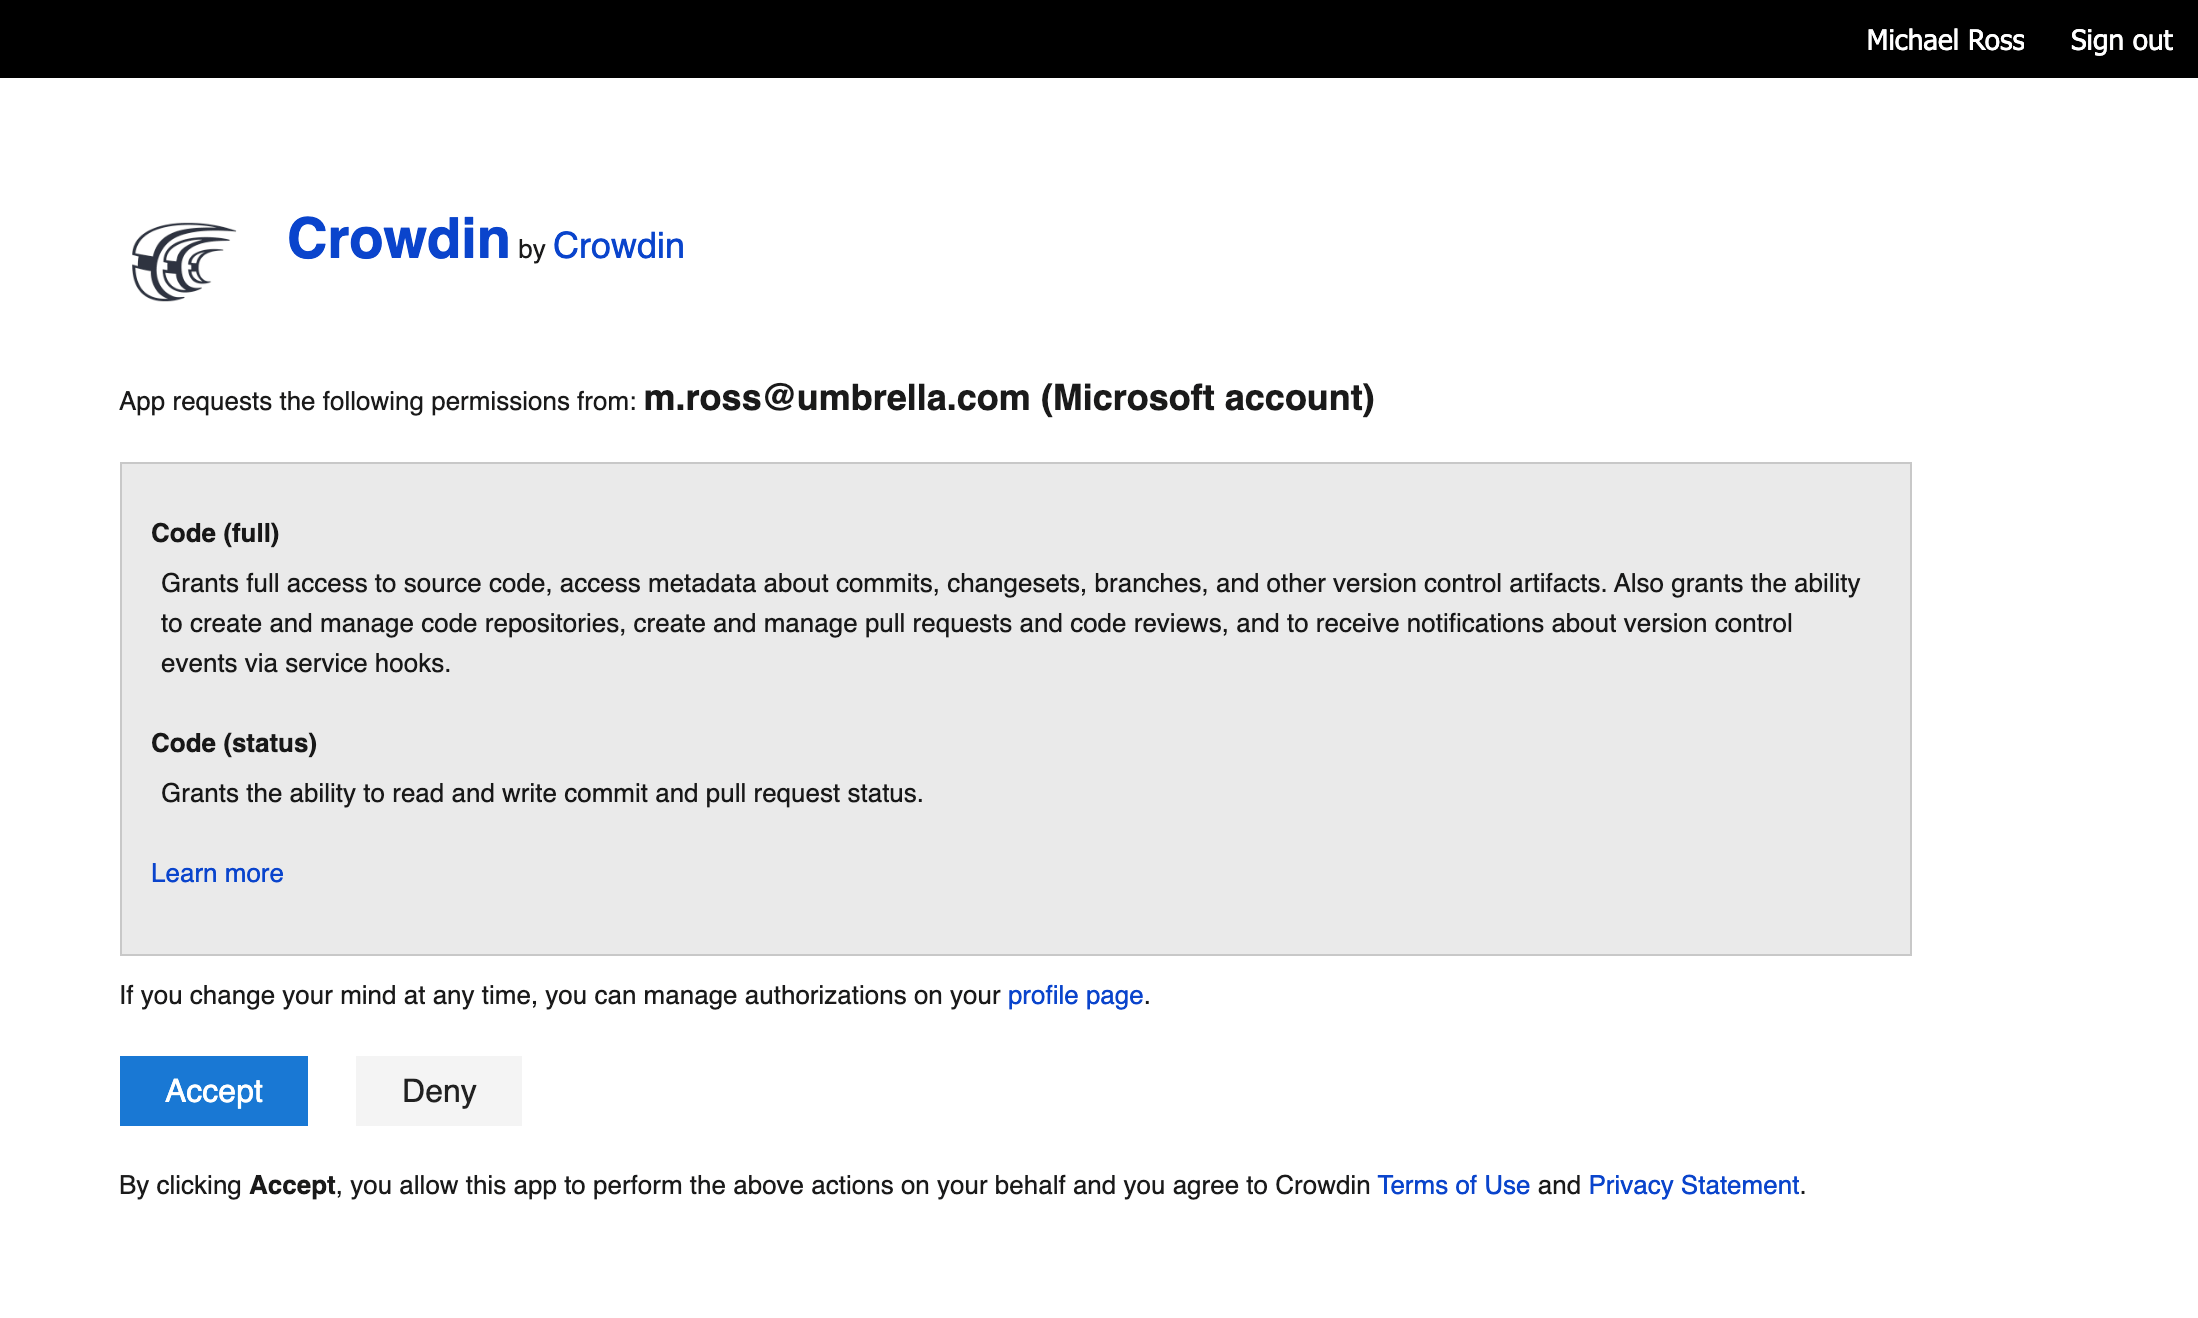 Michael Ross Sign out
Crowdin by Crowdin
App requests the following permissions from: m.ross@umbrella.com (Microsoft account)
Code (full)
Grants full access to source code, access metadata about commits, changesets, branches, and other version control artifacts. Also grants the ability
to create and manage code repositories, create and manage pull requests and code reviews, and to receive notifications about version control
events via service hooks.
Code (status)
Grants the ability to read and write commit and pull request status.
Learn more
If you change your mind at any time, you can manage authorizations on your profile page.
Accept Deny
By clicking Accept, you allow this app to perform the above actions on your behalf and you agree to Crowdin Terms of Use and Privacy Statement.